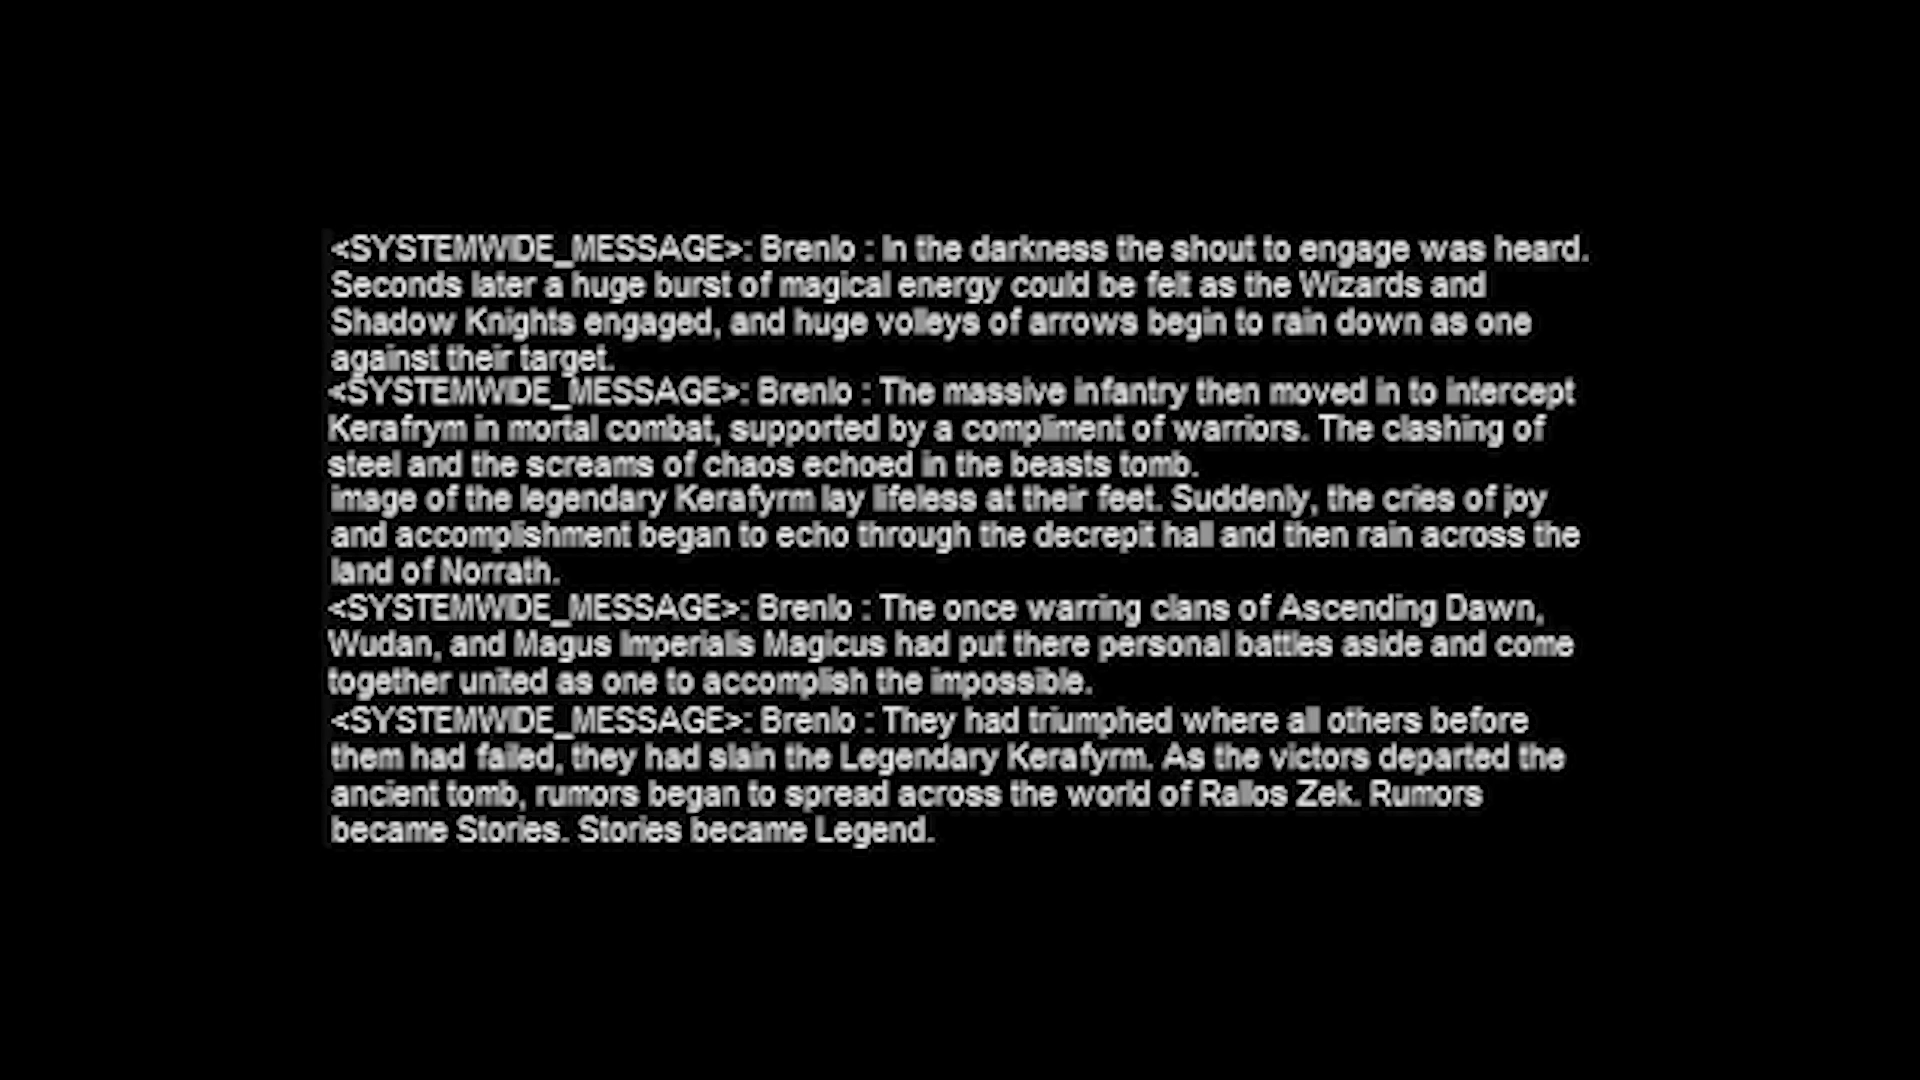 <SYSTEMWIDE_MESSAGE>: Brenlo : In the darkness the shout to engage was heard.
Seconds later a huge burst of magical energy could be felt as the Wizards and
Shadow Knights engaged, and huge volleys of arrows begin to rain down as one
against their target.
<SYSTEMWIDE_MESSAGE>: Brenlo : The massive infantry then moved in to intercept
Kerafrym in mortal combat, supported by a compliment of warriors. The clashing of
steel and the screams of chaos echoed in the beasts tomb.
image of the legendary Kerafyrm lay lifeless at their feet. Suddenly, the cries of joy
and accomplishment began to echo through the decrepit hall and then rain across the
land of Norrath.
<SYSTEMWIDE_MESSAGE>: Brenlo : The once warring clans of Ascending Dawn,
Wudan, and Magus Imperialis Magicus had put there personal battles aside and come
together united as one to accomplish the impossible.
<SYSTEMWIDE_MESSAGE>: Brenlo : They had triumphed where all others before
them had failed, they had slain the Legendary Kerafyrm. As the victors departed the
ancient tomb, rumors began to spread across the world of Rallos Zek. Rumors
became Stories. Stories became Legend.